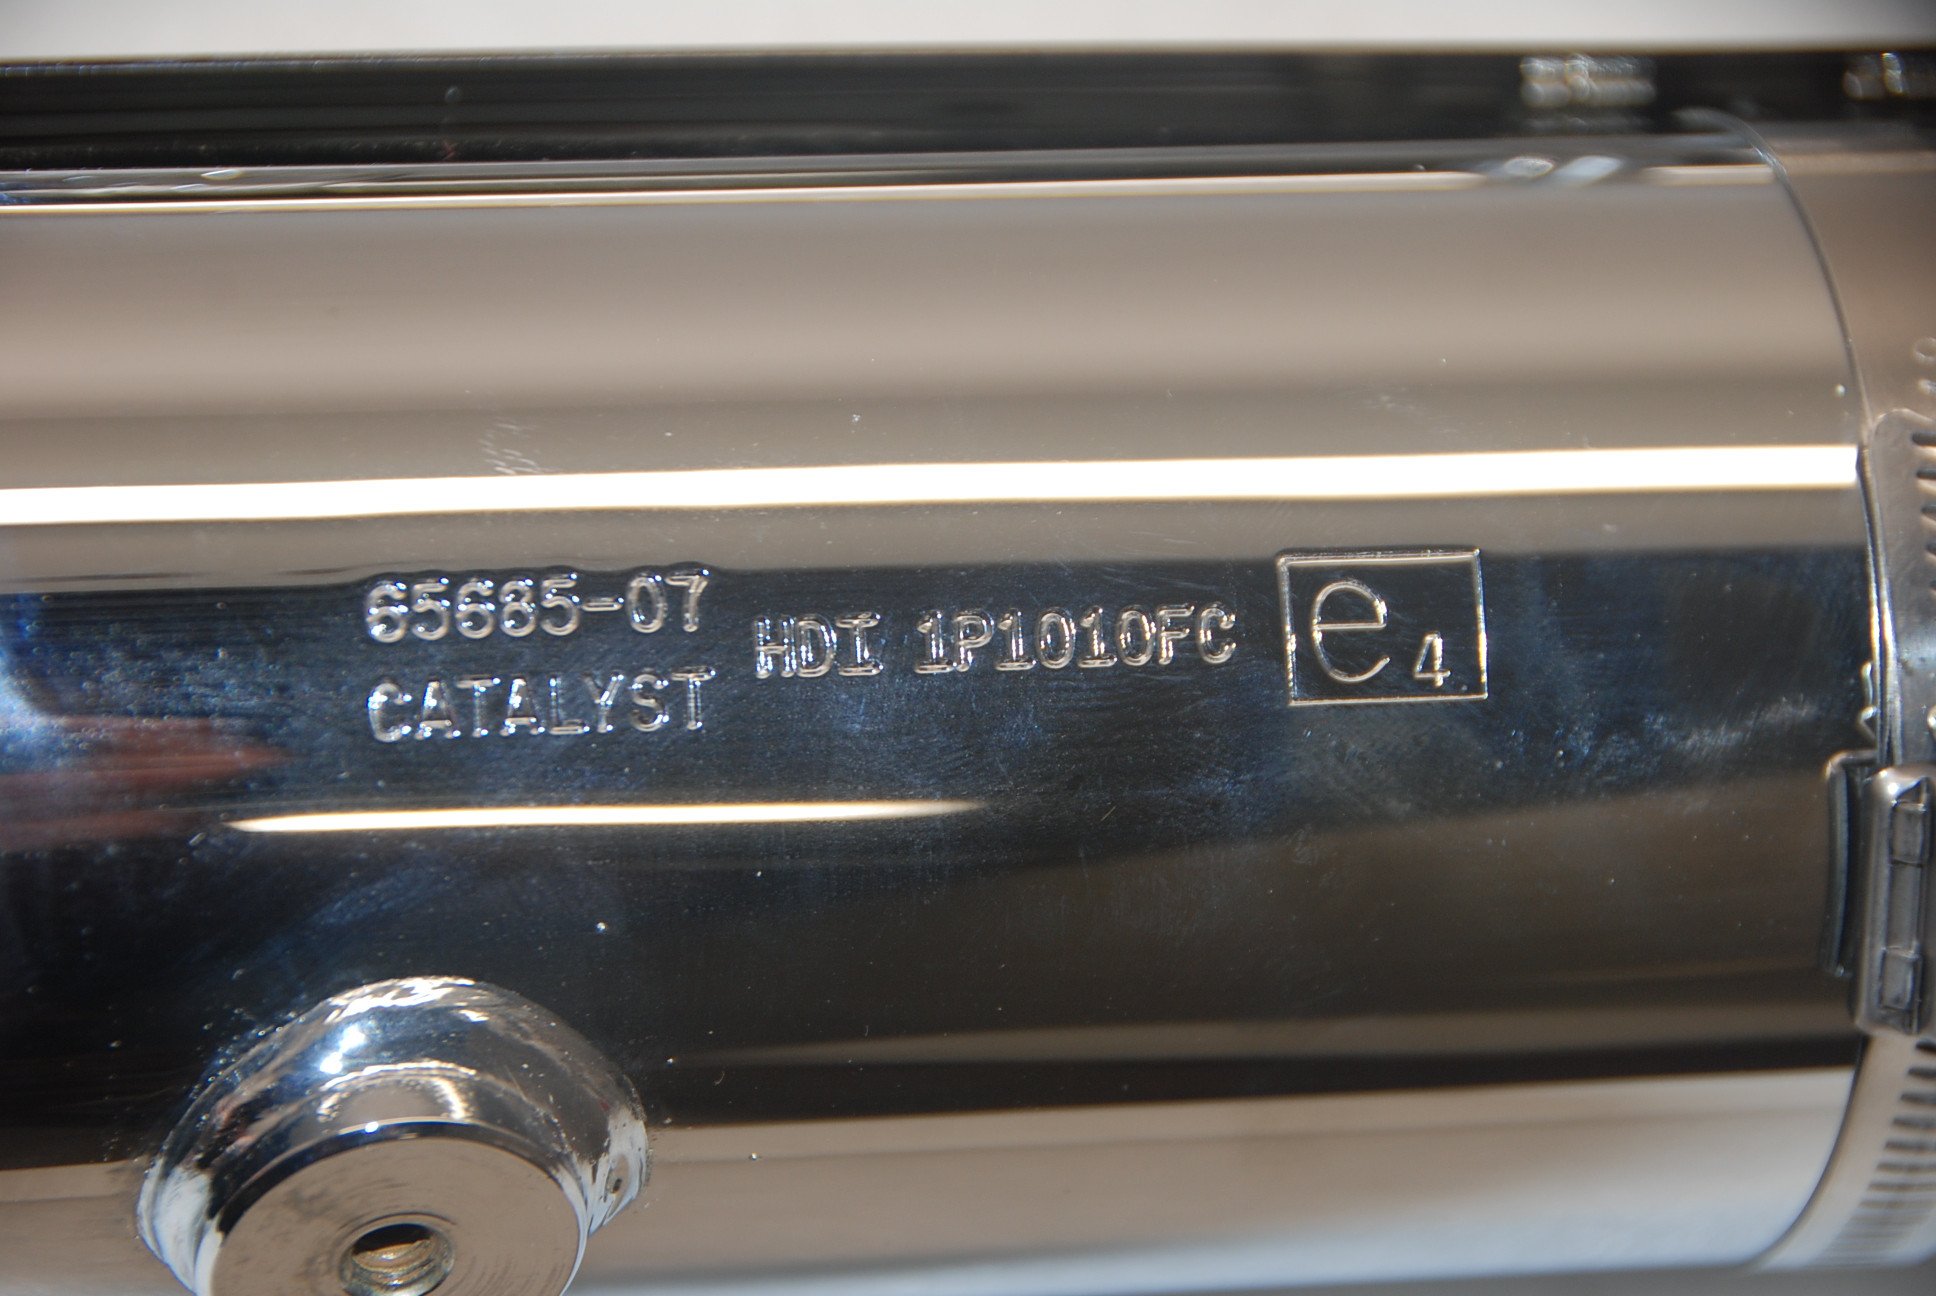 65685-07
CATALYST
HDI 1P1010FC
e4